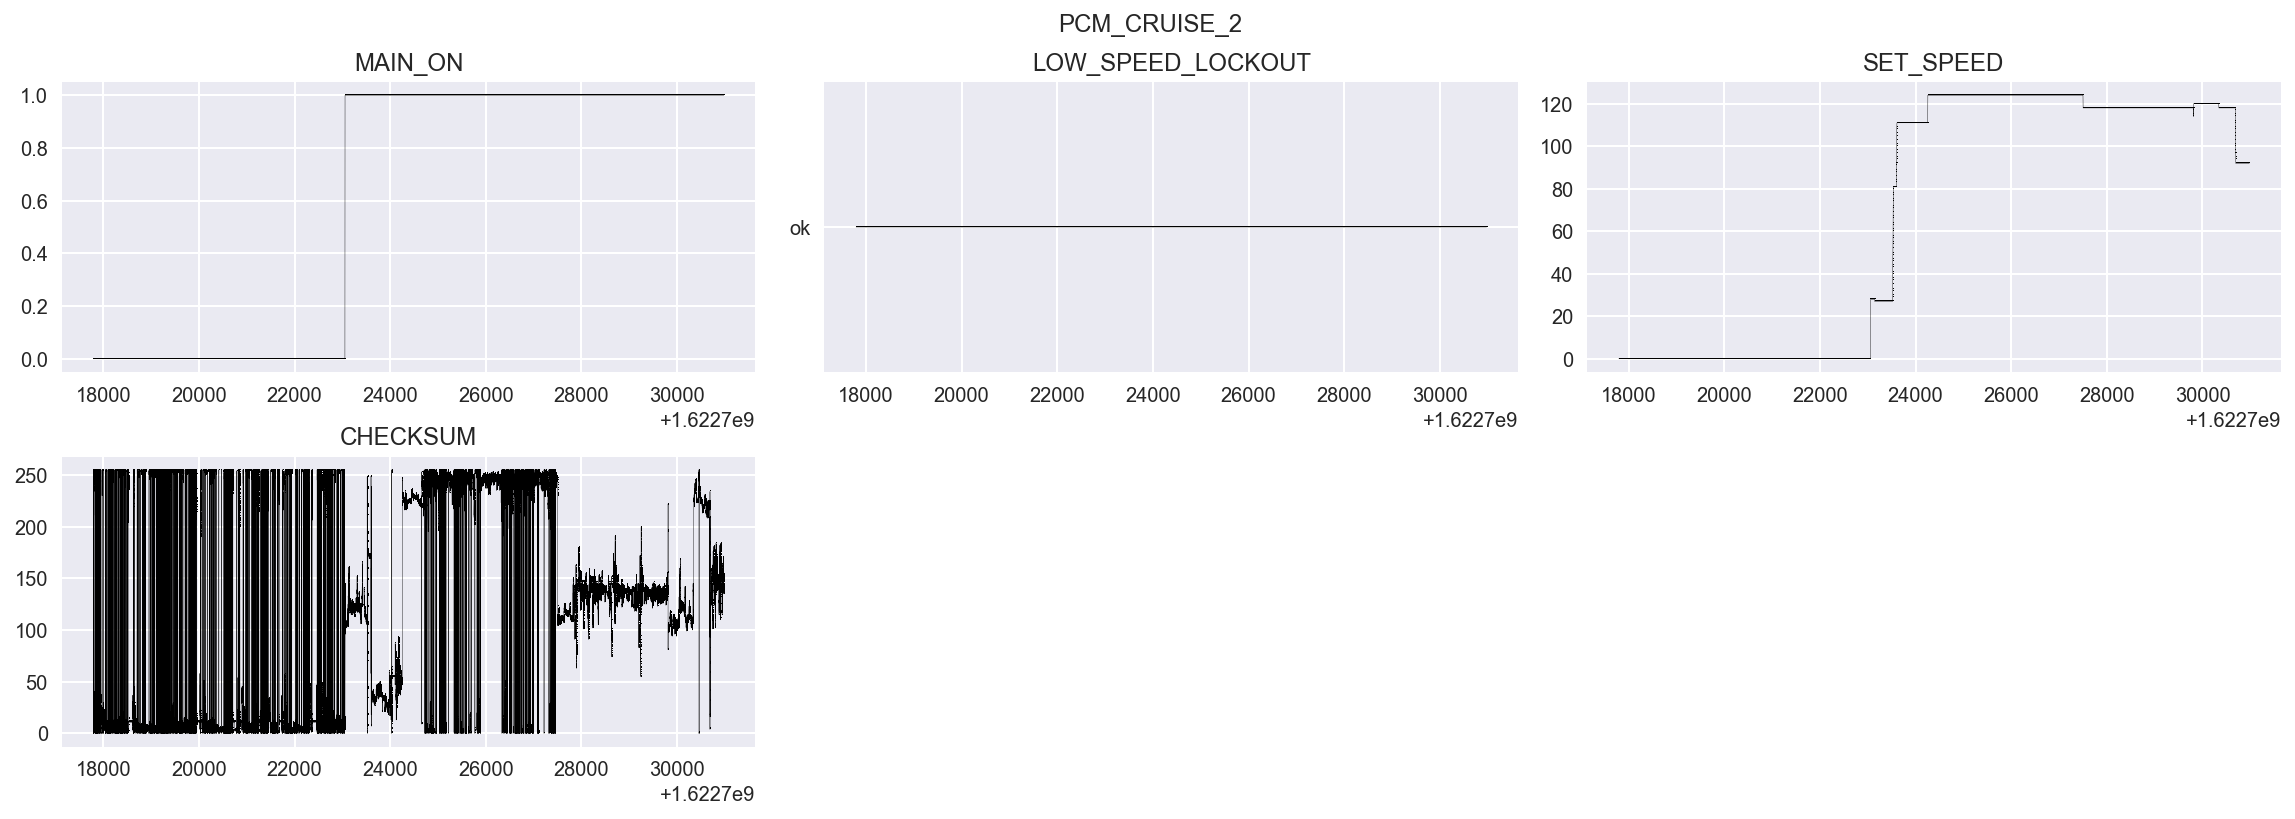 PCM_CRUISE_2
MAIN_ON
1.0
0.8
0.6
0.4
0.2
0.0
18000 20000 22000 24000 26000 28000 30000
+1.6227e9
LOW_SPEED_LOCKOUT
ok
18000 20000 22000 24000 26000 28000 30000
+1.6227e9
SET_SPEED
120
100
80
60
40
20
0
18000 20000 22000 24000 26000 28000 30000
+1.6227e9
CHECKSUM
250
200
150
100
50
0
18000 20000 22000 24000 26000 28000 30000
+1.6227e9